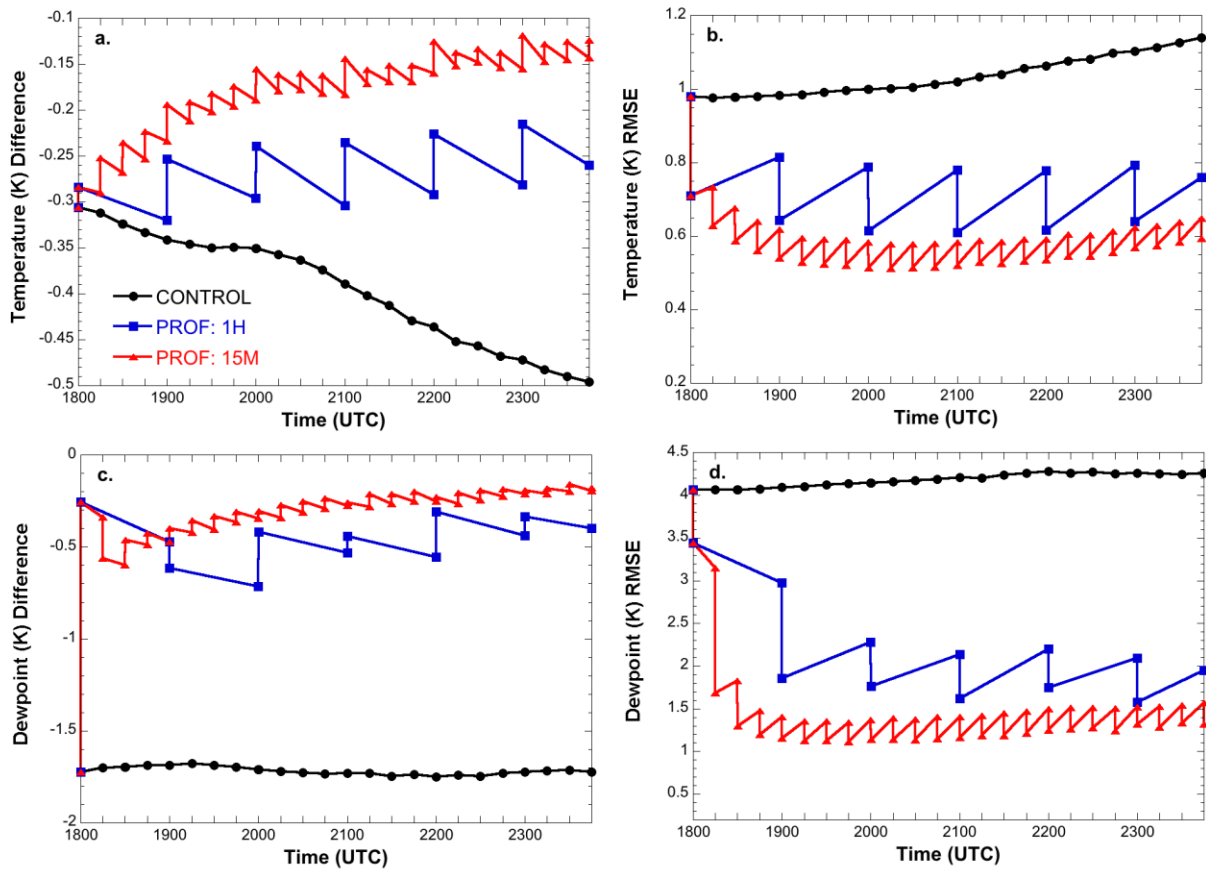 a.
-0.1
-0.15
-0.2
-0.25
-0.3
-0.35
-0.4
-0.45
-0.5
Temperature (K) Difference
CONTROL
PROF: 1H
PROF: 15M
1800 1900 2000 2100 2200 2300
Time (UTC)
b.
1.2
1
0.8
0.6
0.4
0.2
Temperature (K) RMSE
1800 1900 2000 2100 2200 2300
Time (UTC)
c.
0
-0.5
-1
-1.5
-2
Dewpoint (K) Difference
1800 1900 2000 2100 2200 2300
Time (UTC)
d.
4.5
4
3.5
3
2.5
2
1.5
1
0.5
Dewpoint (K) RMSE
1800 1900 2000 2100 2200 2300
Time (UTC)